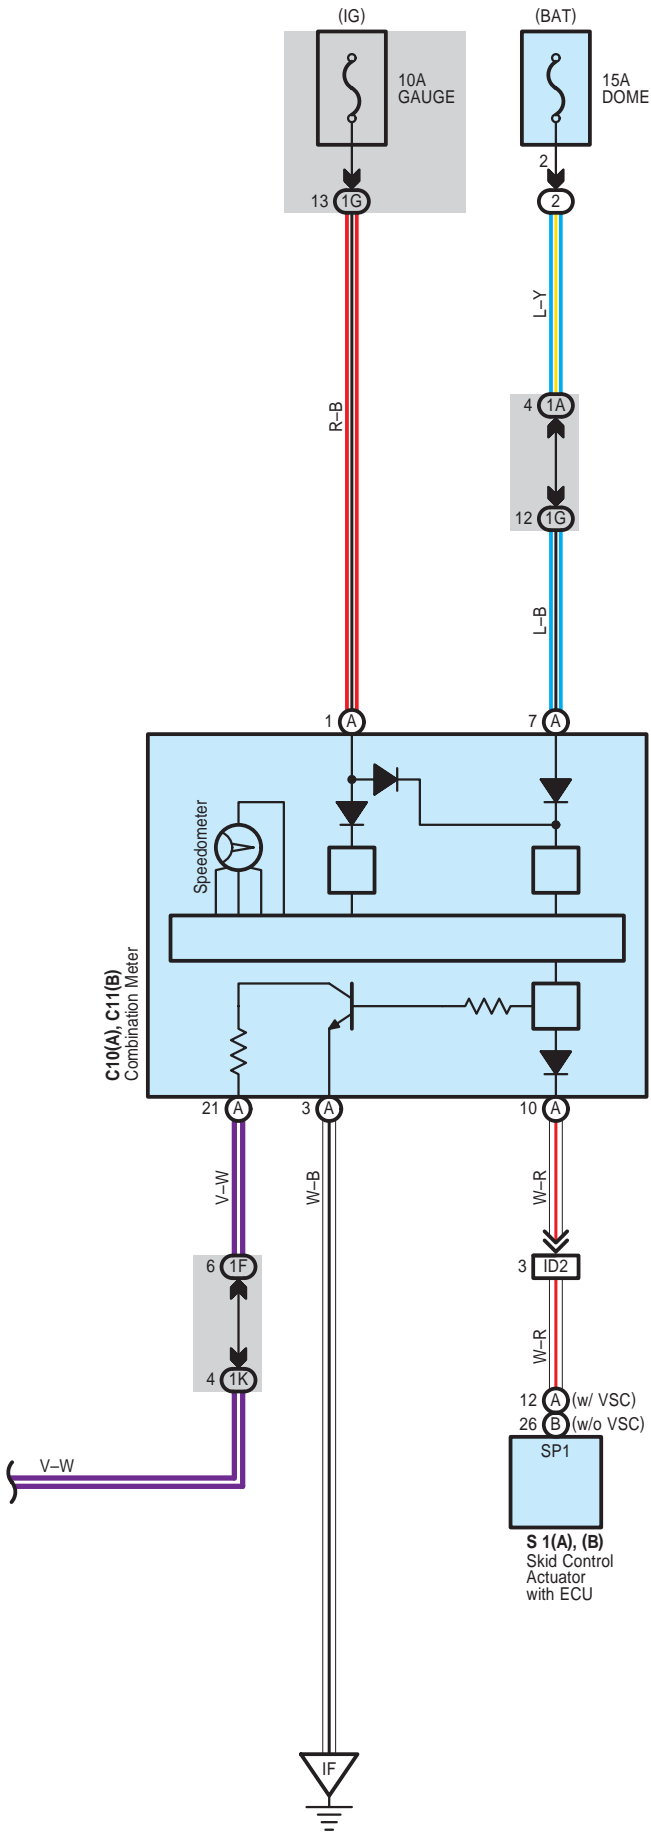 (IG)
(BAT)
10A
GAUGE
15A
DOME
2
13 1G
2
L–Y
R–B
4 1A
12 1G
L–B
1 A
7 A
Speedometer
C10(A), C11(B)
Combination Meter
21 A
3 A
10 A
V–W
W–B
W–R
6 1F
3 ID2
W–R
4 1K
12 A (w/ VSC)
26 B (w/o VSC)
SP1
V–W
S 1(A), (B)
Skid Control
Actuator
with ECU
IF